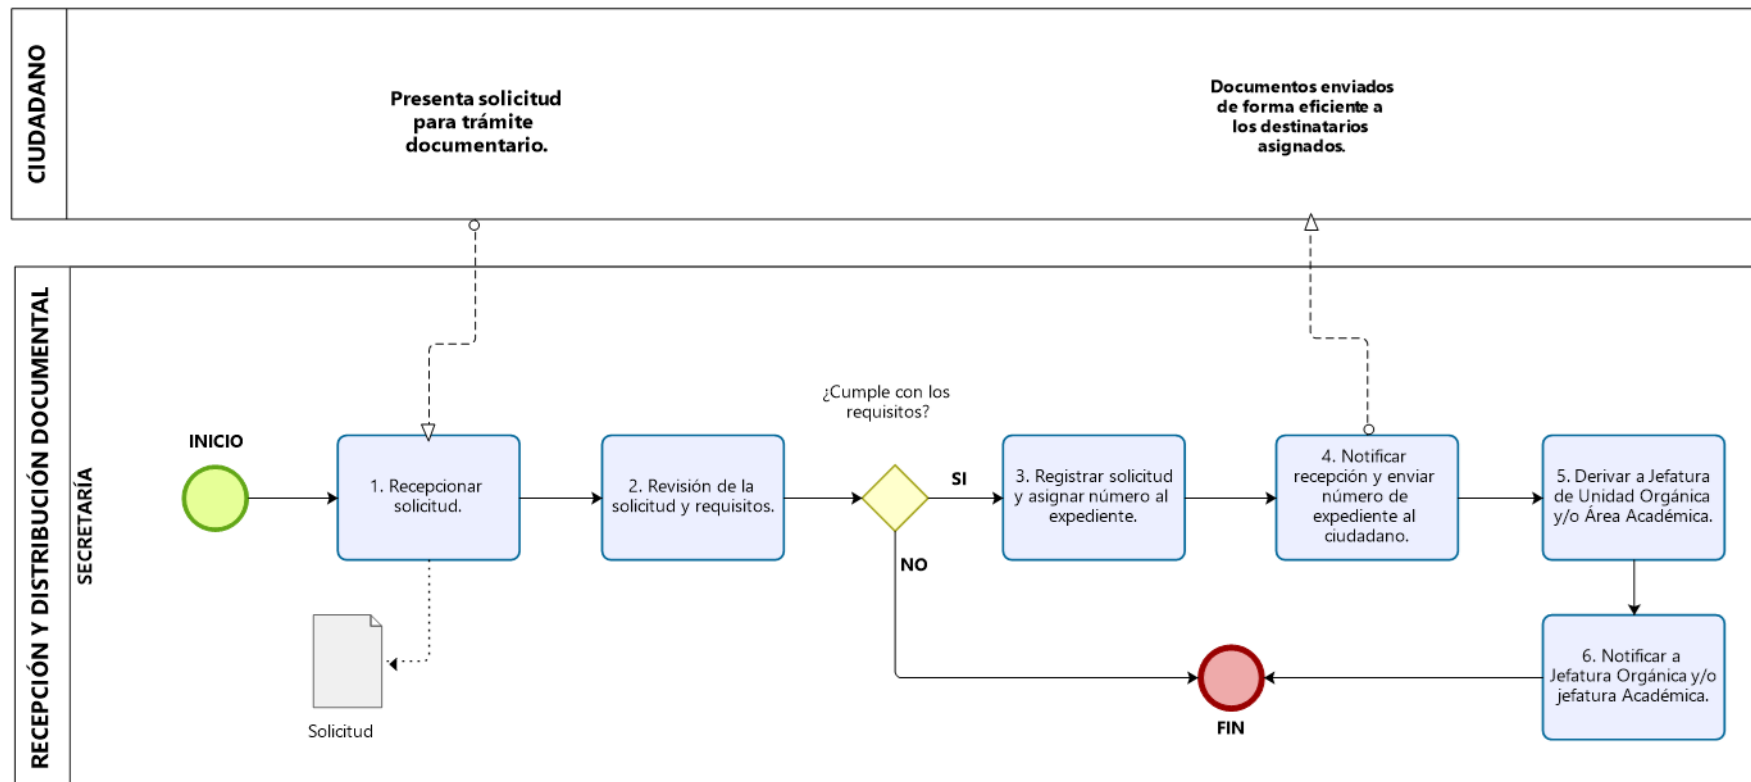 CIUDADANO
Presenta solicitud
para trámite
documentario.
Documentos enviados
de forma eficiente a
los destinatarios
asignados.
RECEPCIÓN Y DISTRIBUCIÓN DOCUMENTAL
SECRETARÍA
INICIO
1. Recepcionar
solicitud.
Solicitud
2. Revisión de la
solicitud y requisitos.
¿Cumple con los
requisitos?
SI
NO
3. Registrar solicitud
y asignar número al
expediente.
4. Notificar
recepción y enviar
número de
expediente al
ciudadano.
5. Derivar a Jefatura
de Unidad Orgánica
y/o Área Académica.
6. Notificar a
Jefatura Orgánica y/o
jefatura Académica.
FIN